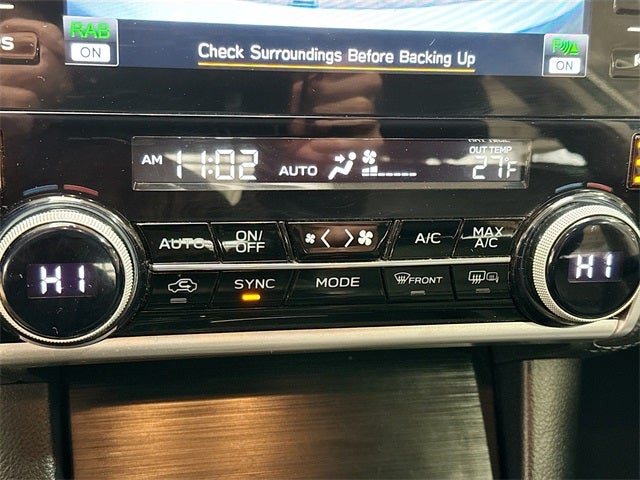 RAB
ON
Check Surroundings Before Backing Up
ON
S
AM 11:02 AUTO OUT TEMP 27°F
HI
AUTO ON/OFF A/C MAX A/C
HI
SYNC MODE FRONT